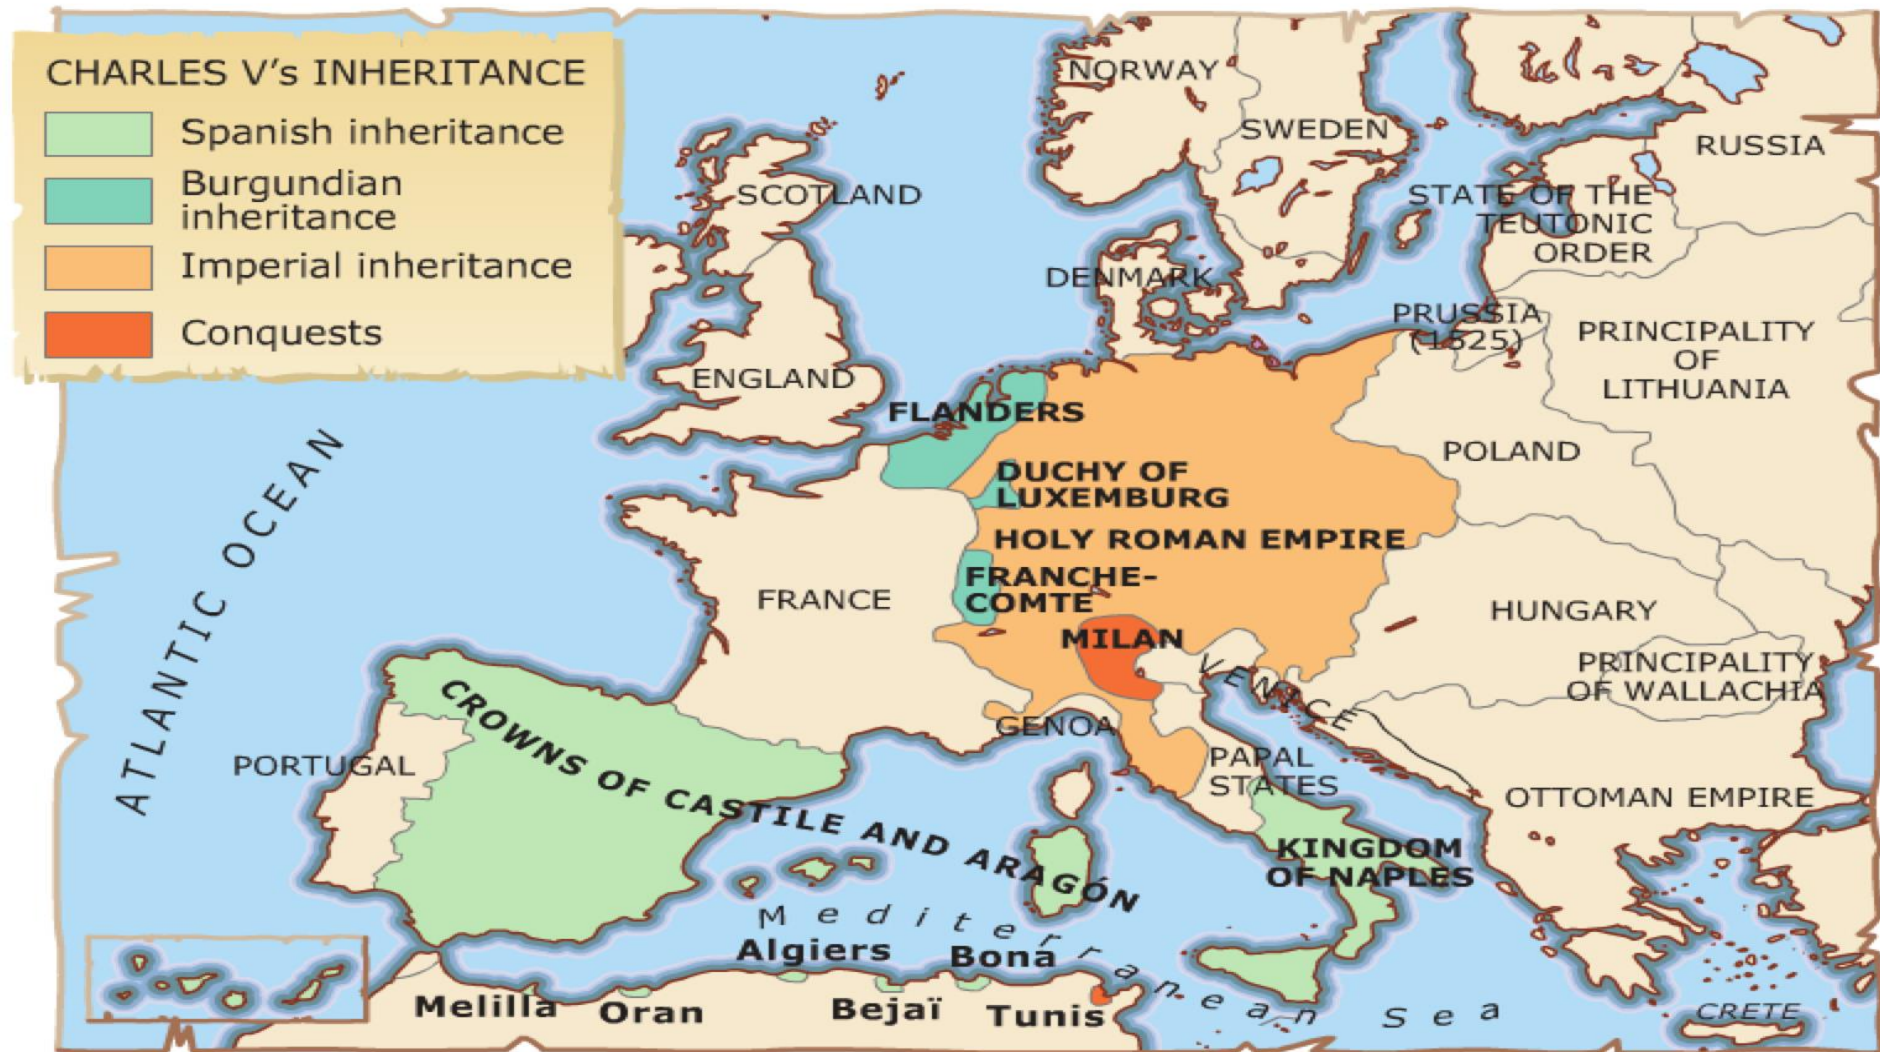 CHARLES V's INHERITANCE
Spanish inheritance
Burgundian
inheritance
Imperial inheritance
Conquests
NORWAY
SWEDEN
RUSSIA
SCOTLAND
STATE OF THE
TEUTONIC
ORDER
DENMARK
PRUSSIA
(1525)
PRINCIPALITY
OF
LITHUANIA
ENGLAND
FLANDERS
POLAND
DUCHY OF
LUXEMBURG
HOLY ROMAN EMPIRE
ATLANTIC OCEAN
FRANCHE-
COMTE
FRANCE
HUNGARY
MILAN
PRINCIPALITY
OF WALLACHIA
VENICE
CROWNS OF CASTILE AND ARAGÓN
GENOA
PORTUGAL
PAPAL
STATES
OTTOMAN EMPIRE
KINGDOM
OF NAPLES
Mediterranean Sea
Algiers
Bona
Melilla
Oran
Bejaï
Tunis
CRETE